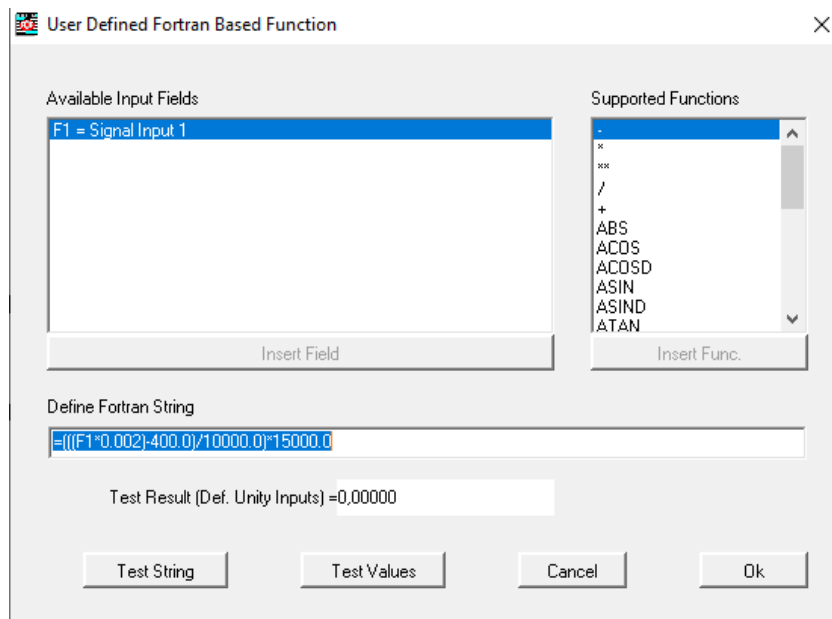 User Defined Fortran Based Function
Available Input Fields
F1 = Signal Input 1
Insert Field
Supported Functions
-
*
**
/
+
ABS
ACOS
ACOSD
ASIN
ASIND
ATAN
Insert Func.
Define Fortran String
=(((F1*0.002)-400.0)/10000.0)*15000.0
Test Result (Def. Unity Inputs) =0,00000
Test String
Test Values
Cancel
Ok